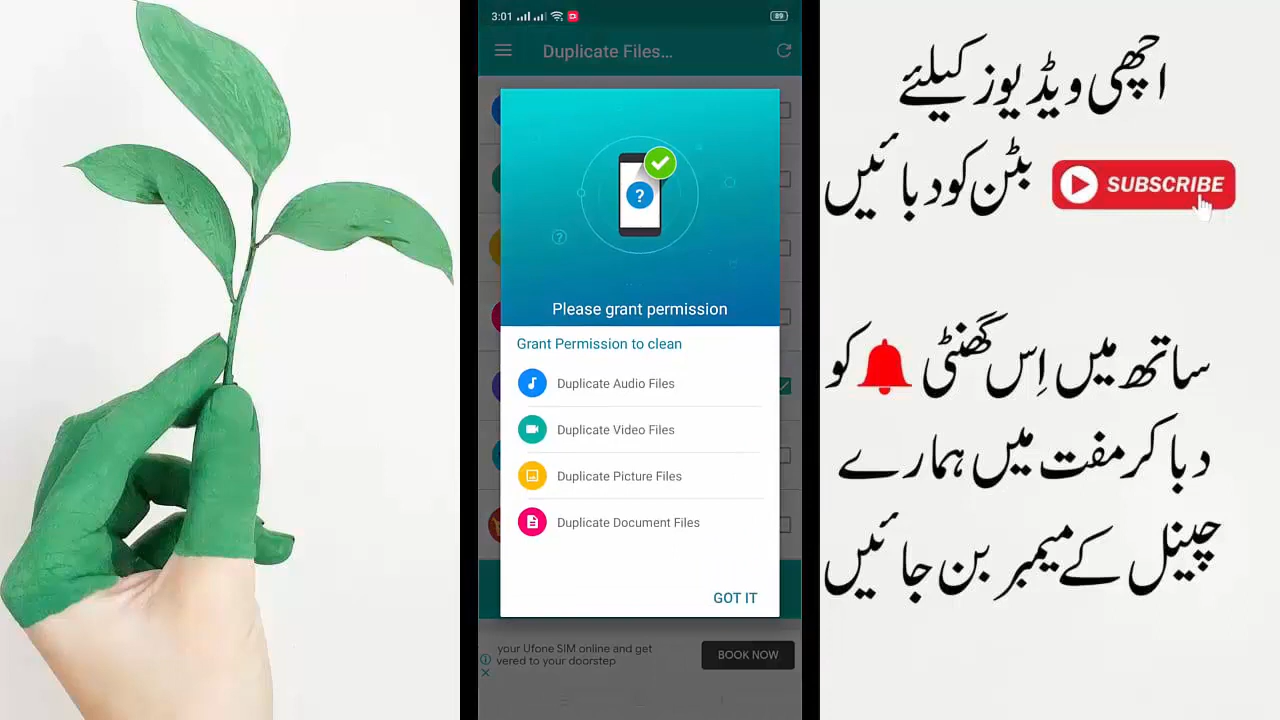 3:01
89
Duplicate Files...
Please grant permission
Grant Permission to clean
Duplicate Audio Files
Duplicate Video Files
Duplicate Picture Files
Duplicate Document Files
GOT IT
your Ufone SIM online and get
vered to your doorstep
BOOK NOW
اچھی ویڈیوز کیلئے
بٹن کو دبائیں
SUBSCRIBE
ساتھ میں اِس گھنٹی کو
دبا کر مفت میں ہمارے
چینل کے میمبر بن جائیں